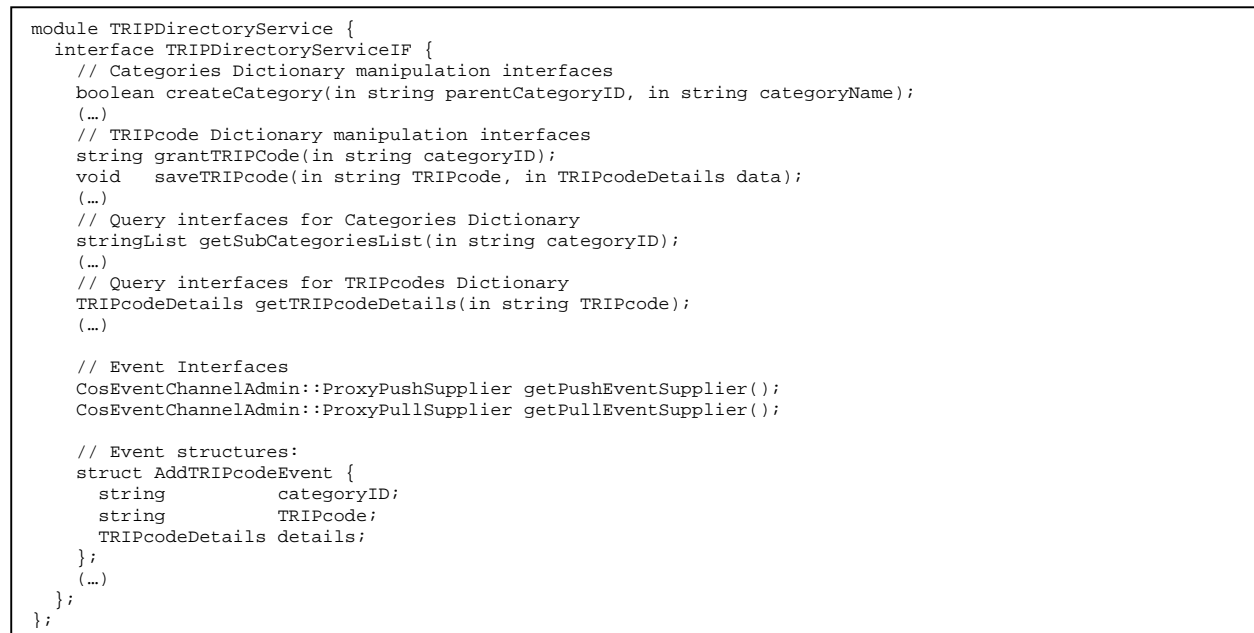 module TRIPDirectoryService {
interface TRIPDirectoryServiceIF {
// Categories Dictionary manipulation interfaces
boolean createCategory(in string parentCategoryID, in string categoryName);
(…)
// TRIPcode Dictionary manipulation interfaces
string grantTRIPCode(in string categoryID);
void saveTRIPcode(in string TRIPcode, in TRIPcodeDetails data);
(…)
// Query interfaces for Categories Dictionary
stringList getSubCategoriesList(in string categoryID);
(…)
// Query interfaces for TRIPcodes Dictionary
TRIPcodeDetails getTRIPcodeDetails(in string TRIPcode);
(…)
// Event Interfaces
CosEventChannelAdmin::ProxyPushSupplier getPushEventSupplier();
CosEventChannelAdmin::ProxyPullSupplier getPullEventSupplier();
// Event structures:
struct AddTRIPcodeEvent {
string categoryID;
string TRIPcode;
TRIPcodeDetails details;
};
(…)
};
};